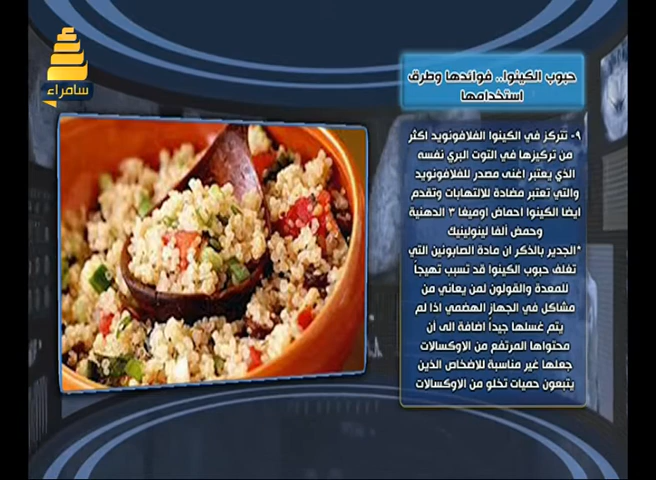 سامراء
حبوب الكينوا.. فوائدها وطرق
استخدامها
٩- تتركز في الكينوا الفلافونويد اكثر
من تركيزها في التوت البري نفسه
الذي يعتبر اغنى مصدر للفلافونويد
والتي تعتبر مضادة للالتهابات وتقدم
ايضا الكينوا احماض اوميغا ٣ الدهنية
وحمض ألفا لينولينيك
*الجدير بالذكر ان مادة الصابونين التي
تغلف حبوب الكينوا قد تسبب تهيجاً
للمعدة والقولون لمن يعاني من
مشاكل في الجهاز الهضمي اذا لم
يتم غسلها جيداً اضافة الى أن
محتواها المرتفع من الاوكسالات
جعلها غير مناسبة للاضخاص الذين
يتبعون حميات تخلو من الاوكسالات